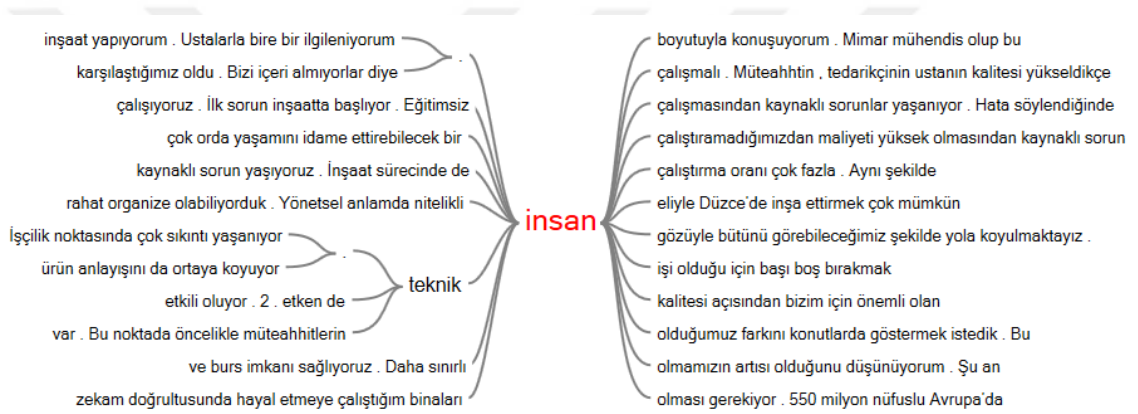 inşaat yapıyorum . Ustalarla bire bir ilgileniyorum
karşılaştığımız oldu . Bizi içeri almıyorlar diye
.
çalışıyoruz . İlk sorun inşaatta başlıyor . Eğitimsiz
çok orda yaşamını idame ettirebilecek bir
kaynaklı sorun yaşıyoruz . İnşaat sürecinde de
rahat organize olabiliyorduk . Yönetsel anlamda nitelikli
İşçilik noktasında çok sıkıntı yaşanıyor
ürün anlayışını da ortaya koyuyor
.
etkili oluyor . 2 . etken de
var . Bu noktada öncelikle müteahhitlerin
teknik
ve burs imkanı sağlıyoruz . Daha sınırlı
zekam doğrultusunda hayal etmeye çalıştığım binaları
insan
boyutuyla konuşuyorum . Mimar mühendis olup bu
çalışmalı . Müteahhtin , tedarikçinin ustanın kalitesi yükseldikçe
çalışmasından kaynaklı sorunlar yaşanıyor . Hata söylendiğinde
çalıştıramadığımızdan maliyeti yüksek olmasından kaynaklı sorun
çalıştırma oranı çok fazla . Aynı şekilde
eliyle Düzce'de inşa ettirmek çok mümkün
gözüyle bütünü görebileceğimiz şekilde yola koyulmaktayız .
işi olduğu için başı boş bırakmak
kalitesi açısından bizim için önemli olan
olduğumuz farkını konutlarda göstermek istedik . Bu
olmamızın artısı olduğunu düşünüyorum . Şu an
olması gerekiyor . 550 milyon nüfuslu Avrupa'da